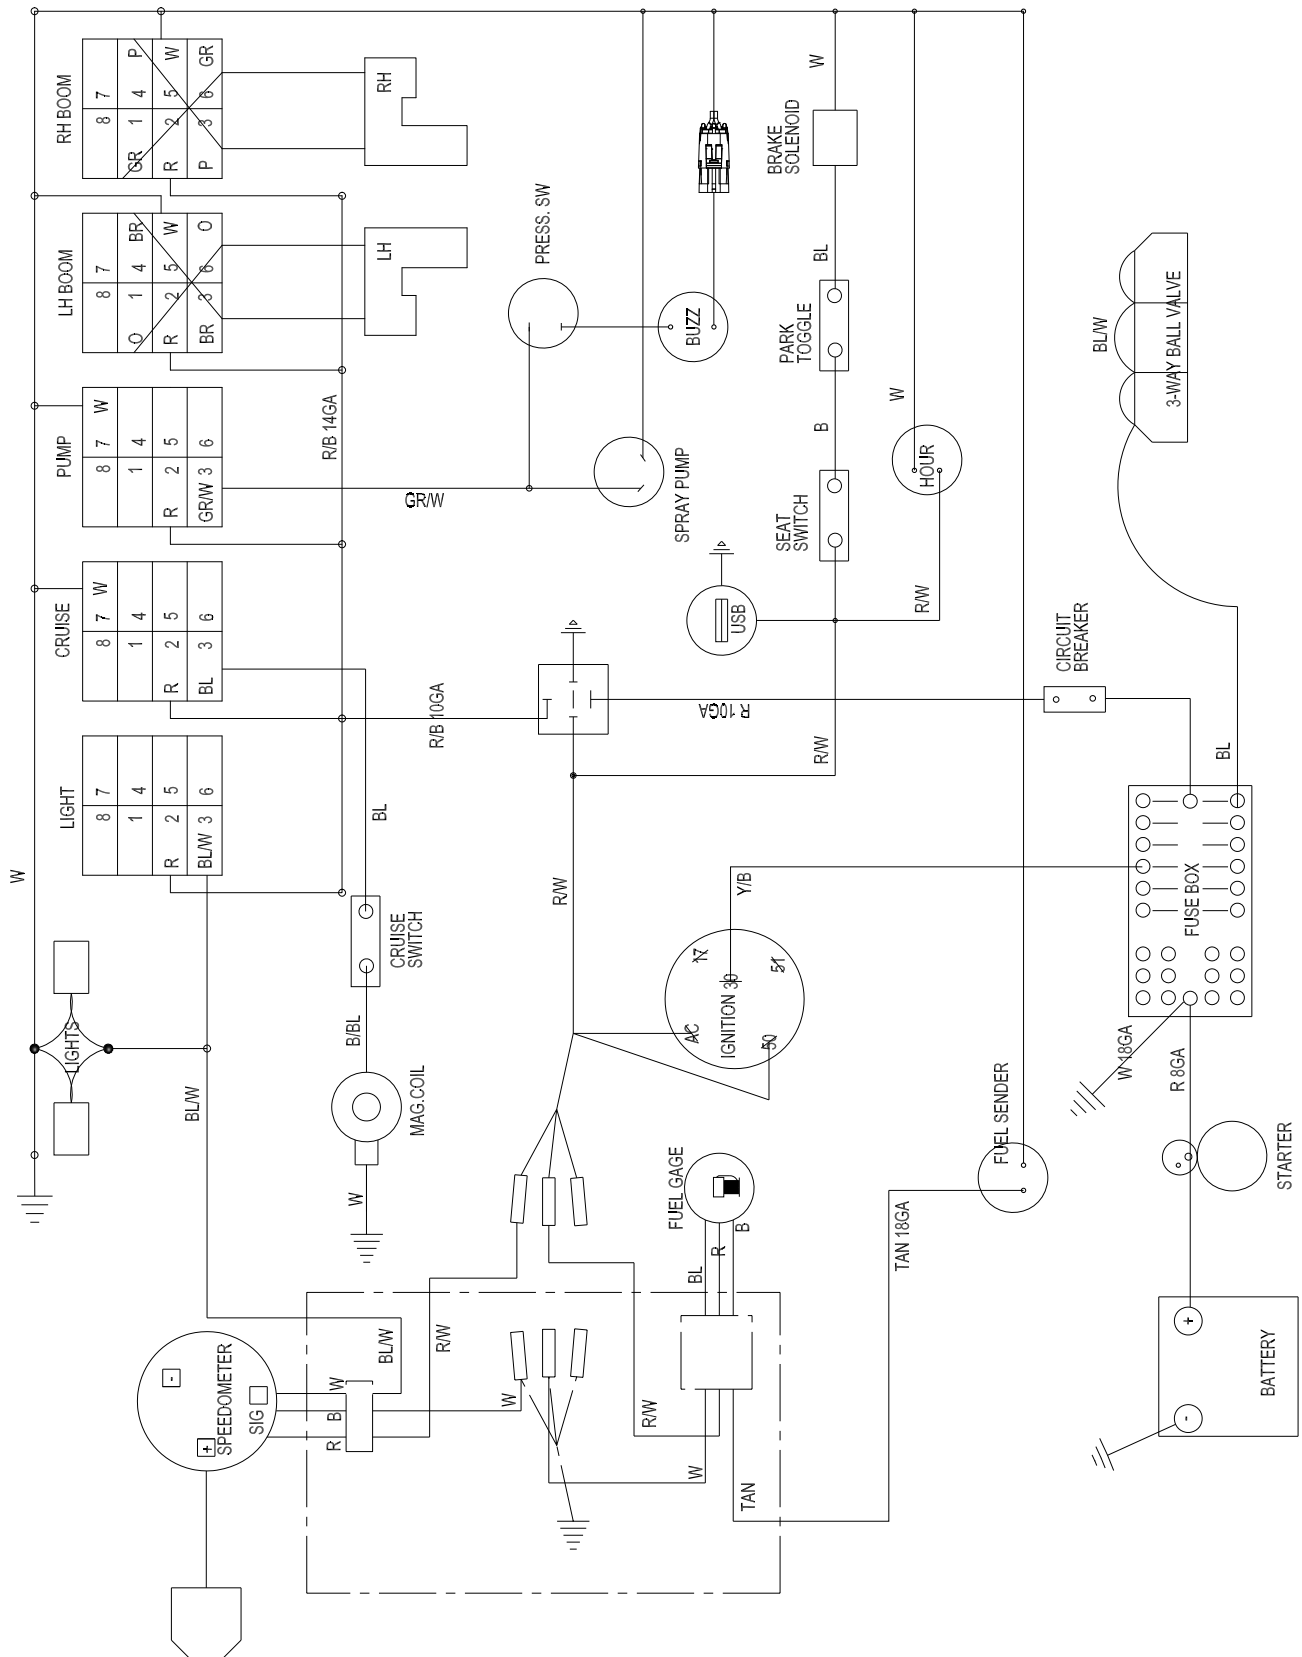 RH BOOM
8 7
GR 1 4 P
R 2 5 W
P 3 6 GR
RH
LH BOOM
8 7
O 1 4 BR
R 2 5 W
BR 3 6 O
LH
PUMP
8 7 W
1 4
R 2 5
GR/W 3 6
CRUISE
8 7 W
1 4
R 2 5
BL 3 6
LIGHT
8 7
1 4
R 2 5
BL/W 3 6
W
LIGHTS
BL/W
R/B 14GA
GR/W
R/B 10GA
BL
CRUISE
SWITCH
B/BL
MAG.COIL
W
PRESS. SW
BUZZ
SPRAY PUMP
W
BRAKE
SOLENOID
BL
PARK
TOGGLE
B
SEAT
SWITCH
W
HOUR
R/W
USB
R/W
R 10GA
R/W
CIRCUIT
BREAKER
BL/W
3-WAY BALL VALVE
BL
FUSE BOX
Y/B
IGNITION
30
17
51
50
AC
W 18GA
R 8GA
STARTER
BATTERY
+
-
FUEL SENDER
TAN 18GA
FUEL GAGE
BL
R
B
TAN
W
R/W
W
R/W
BL/W
W
B
R
SPEEDOMETER
SIG
+
-